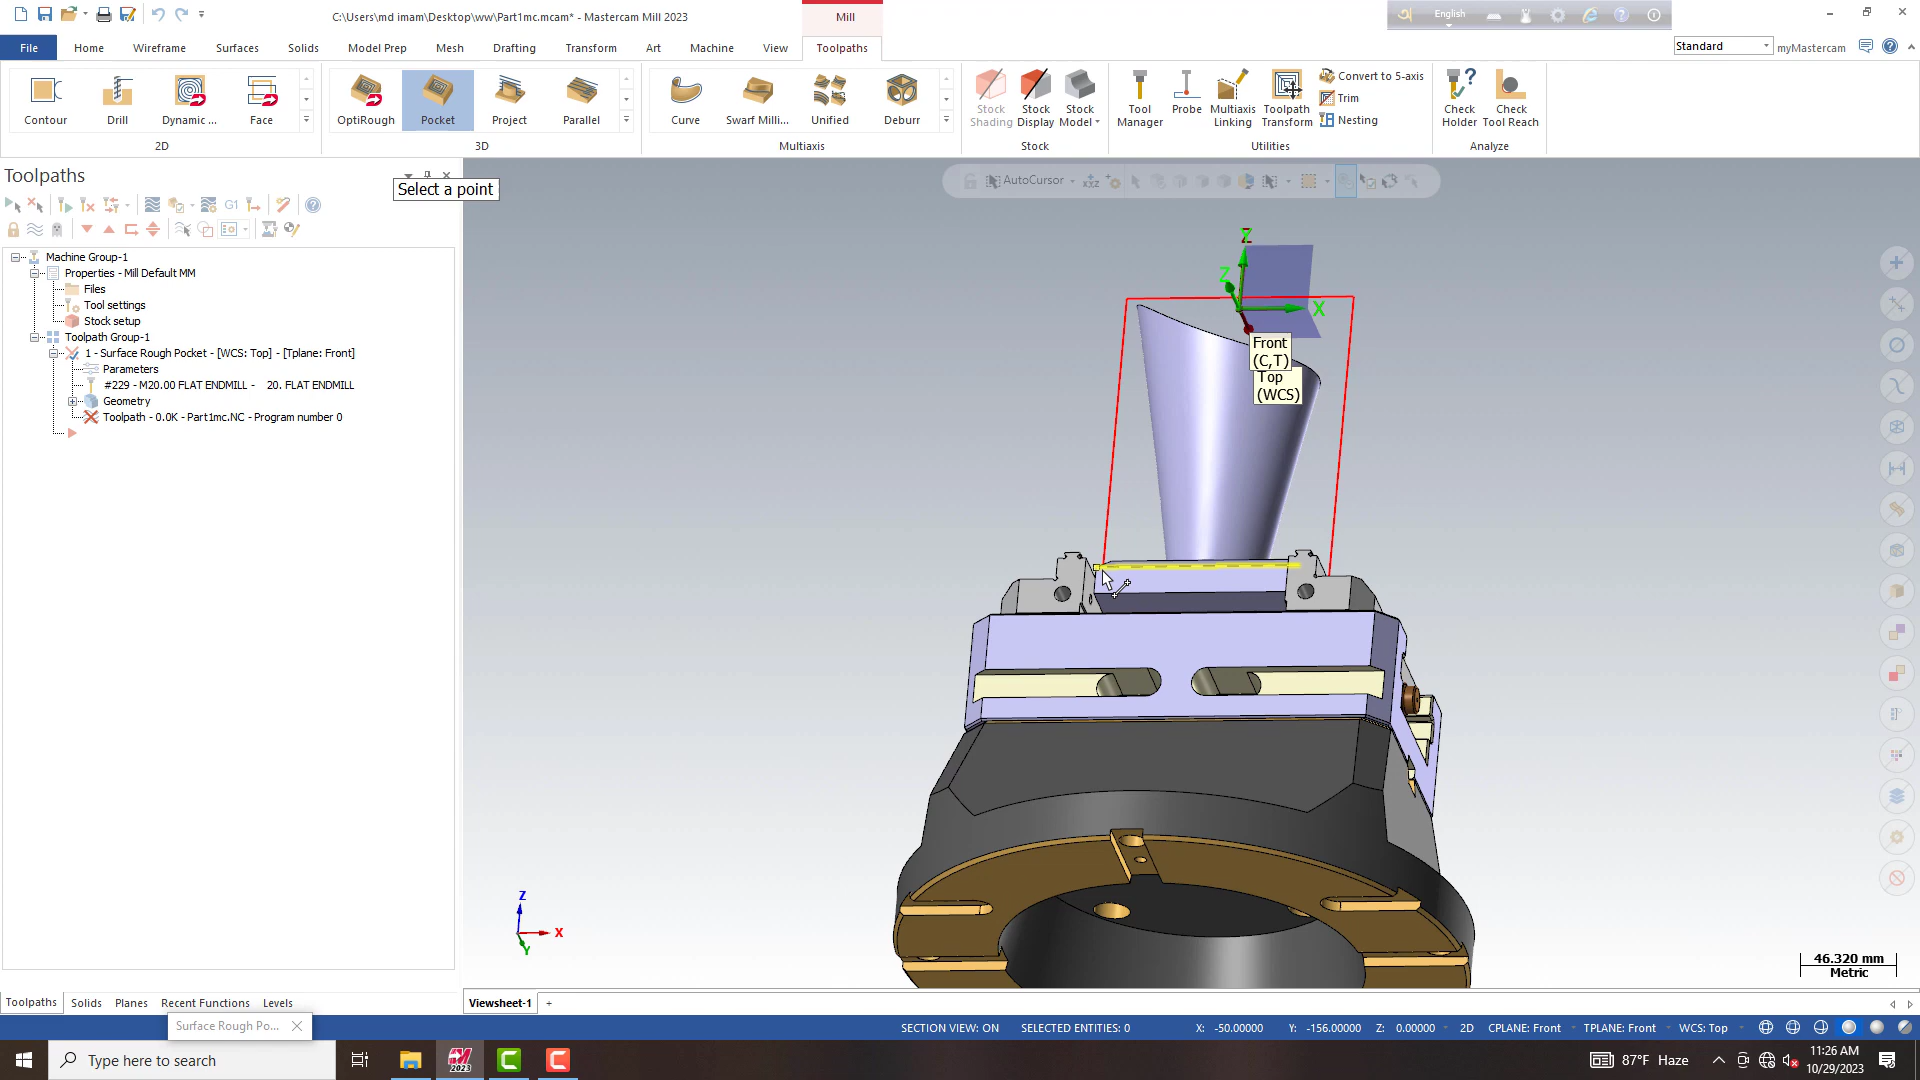 C:\Users\md imam\Desktop\ww\Part1mc.mcam* - Mastercam Mill 2023
Mill
English
File
Home
Wireframe
Surfaces
Solids
Model Prep
Mesh
Drafting
Transform
Art
Machine
View
Toolpaths
Standard
myMastercam
Contour
Drill
Dynamic ...
Face
2D
OptiRough
Pocket
Project
Parallel
3D
Curve
Swarf Milli...
Unified
Deburr
Multiaxis
Stock Shading
Stock Display
Stock Model
Stock
Tool Manager
Probe
Multiaxis Linking
Toolpath Transform
Convert to 5-axis
Trim
Nesting
Utilities
Check Holder
Check Tool Reach
Analyze
Toolpaths
Select a point
AutoCursor
G1
Machine Group-1
Properties - Mill Default MM
Files
Tool settings
Stock setup
Toolpath Group-1
1 - Surface Rough Pocket - [WCS: Top] - [Tplane: Front]
Parameters
#229 - M20.00 FLAT ENDMILL - 20. FLAT ENDMILL
Geometry
Toolpath - 0.0K - Part1mc.NC - Program number 0
Z
X
Front
(C,T)
Top
(WCS)
Z
X
Y
46.320 mm
Metric
Toolpaths
Solids
Planes
Recent Functions
Levels
Viewsheet-1
+
Surface Rough Po...
SECTION VIEW: ON
SELECTED ENTITIES: 0
X: -50.00000
Y: -156.00000
Z: 0.00000
2D
CPLANE: Front
TPLANE: Front
WCS: Top
Type here to search
2023
87°F Haze
11:26 AM
10/29/2023